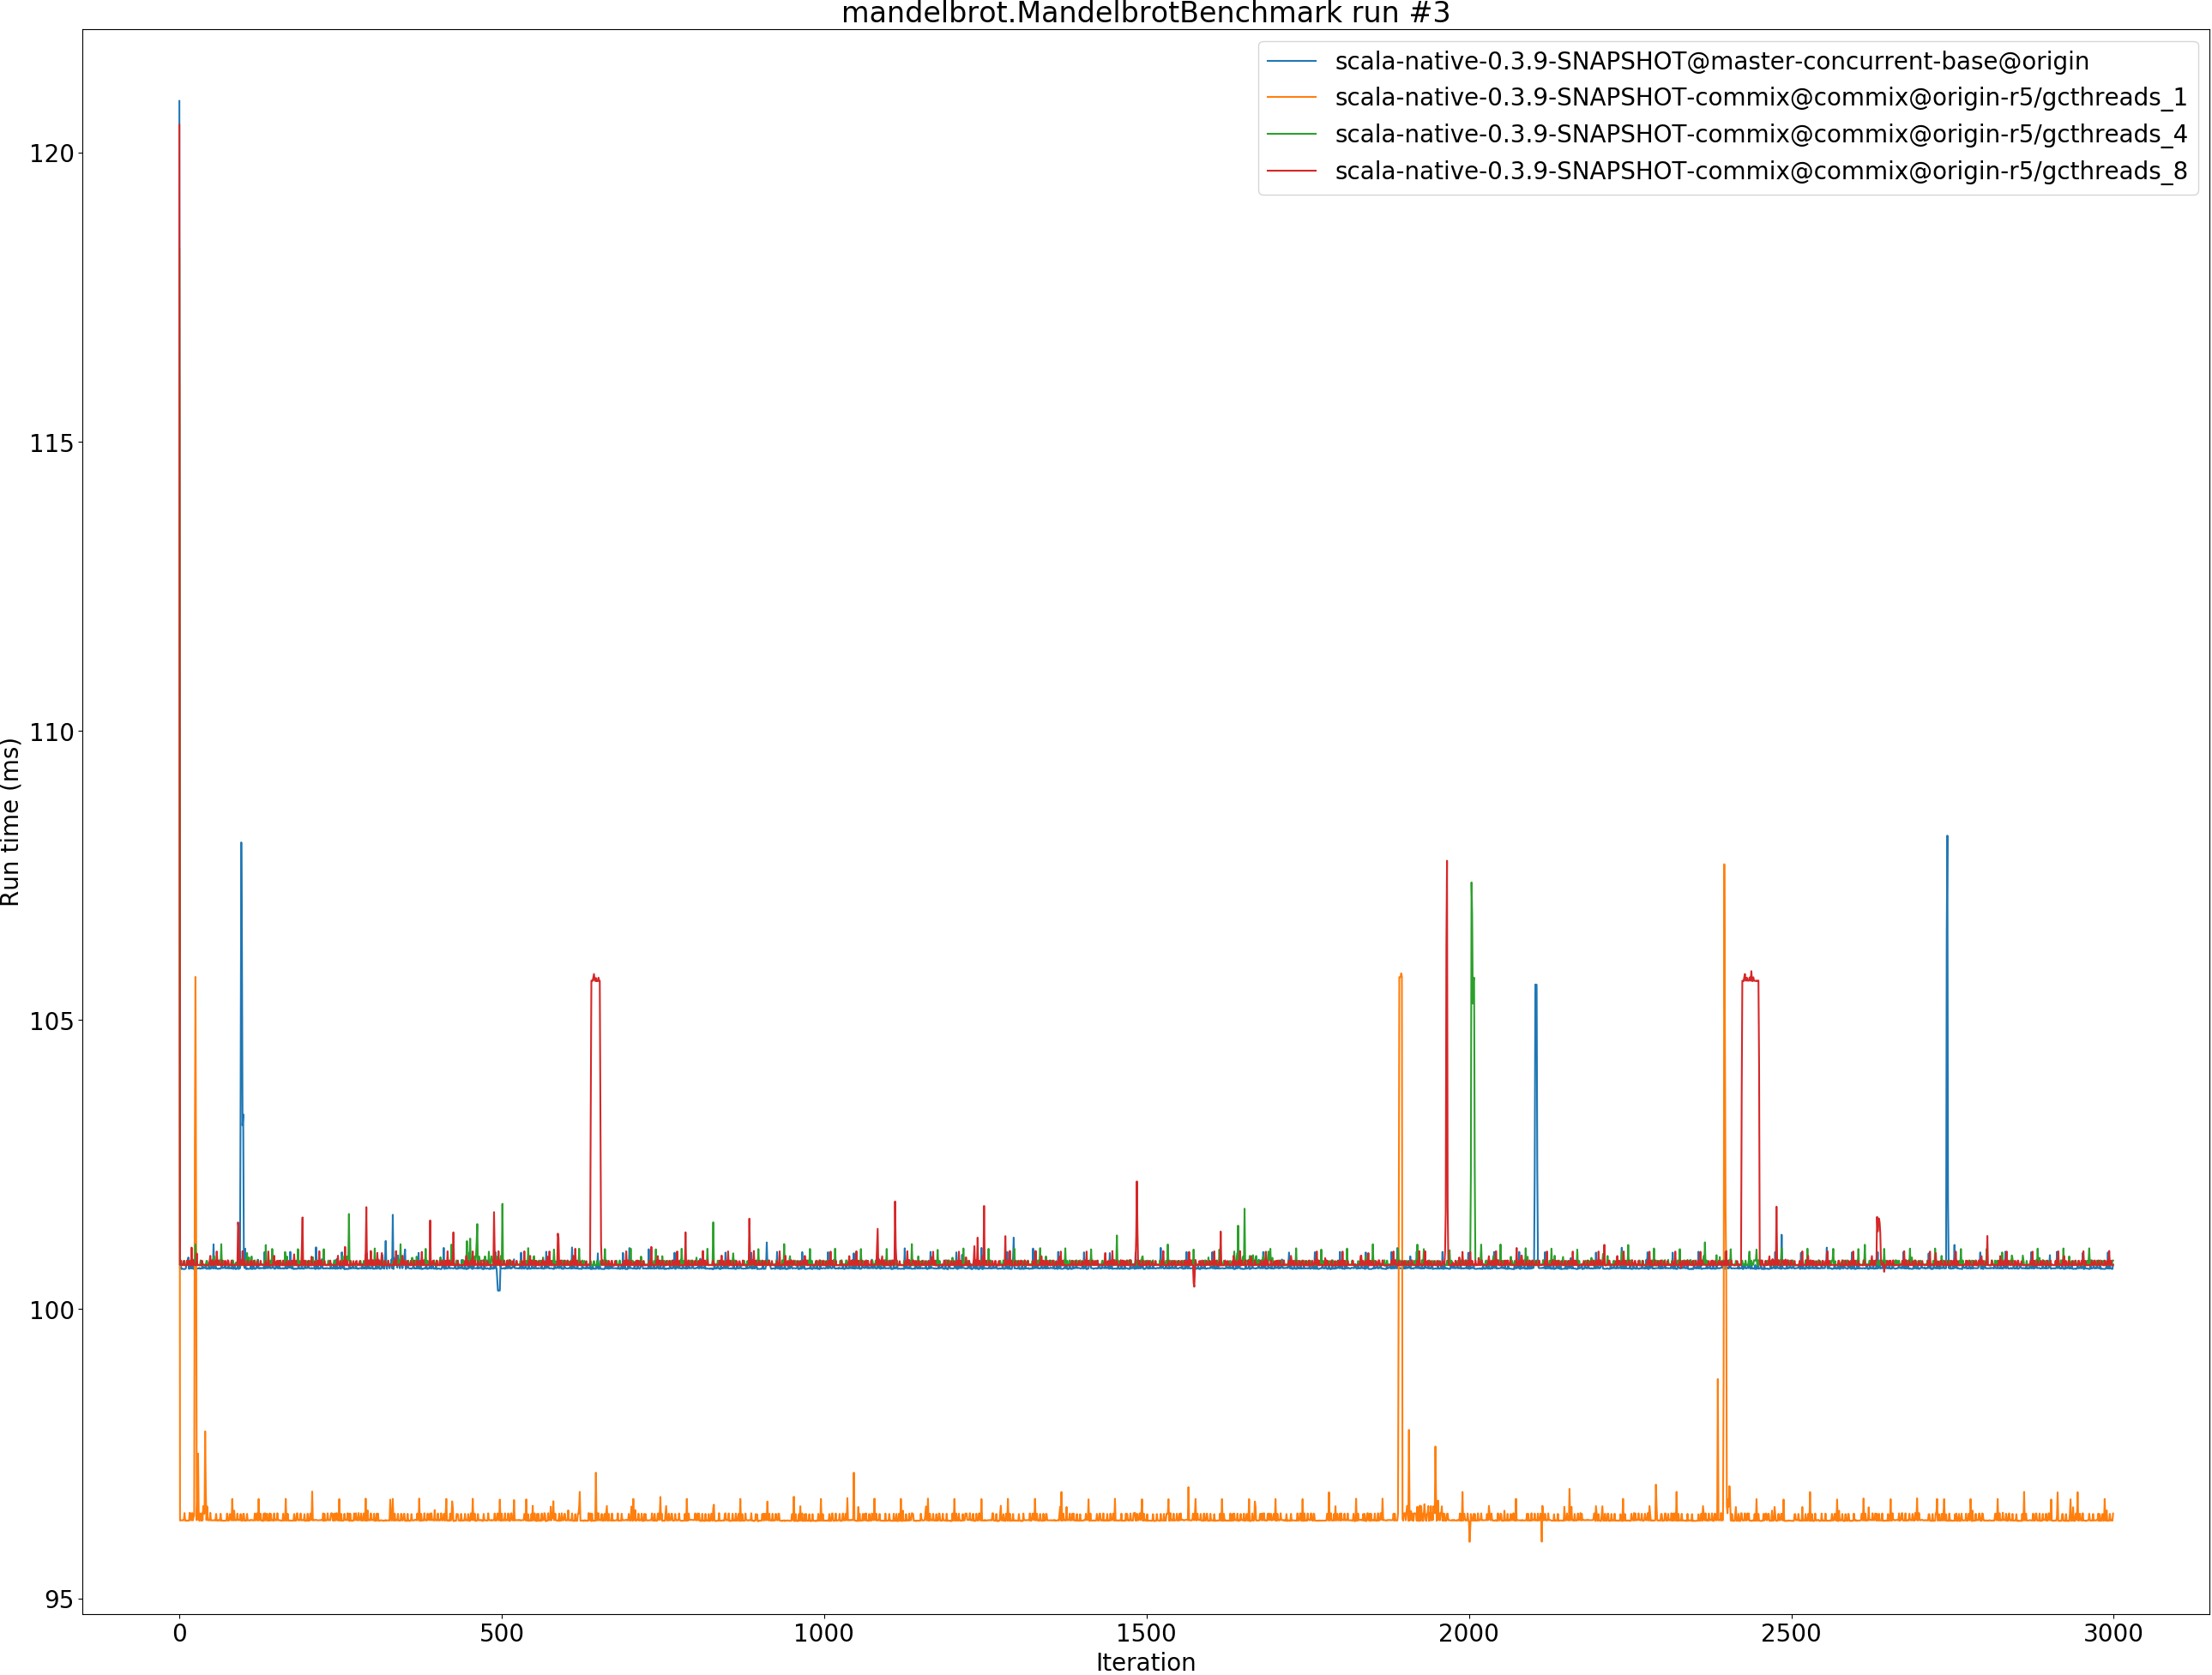 mandelbrot.MandelbrotBenchmark run #3
scala-native-0.3.9-SNAPSHOT@master-concurrent-base@origin
scala-native-0.3.9-SNAPSHOT-commix@commix@origin-r5/gcthreads_1
scala-native-0.3.9-SNAPSHOT-commix@commix@origin-r5/gcthreads_4
scala-native-0.3.9-SNAPSHOT-commix@commix@origin-r5/gcthreads_8
Run time (ms)
120
115
110
105
100
95
0 500 1000 1500 2000 2500 3000
Iteration